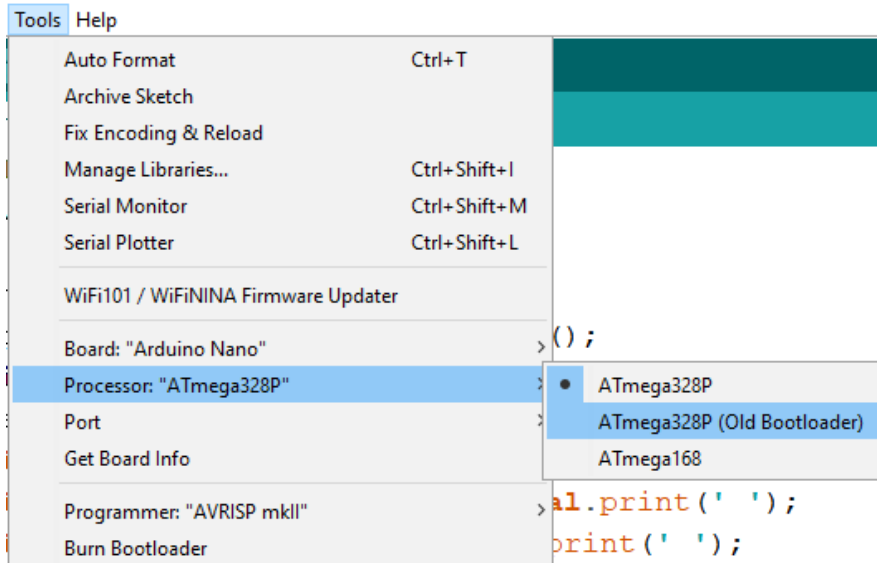 Tools Help
Auto Format Ctrl+T
Archive Sketch
Fix Encoding & Reload
Manage Libraries... Ctrl+Shift+I
Serial Monitor Ctrl+Shift+M
Serial Plotter Ctrl+Shift+L
WiFi101 / WiFiNINA Firmware Updater
();
Board: "Arduino Nano"
Processor: "ATmega328P"
ATmega328P
Port
ATmega328P (Old Bootloader)
Get Board Info
ATmega168
Programmer: "AVRISP mkII"
al.print(' ');
Burn Bootloader
print(' ');